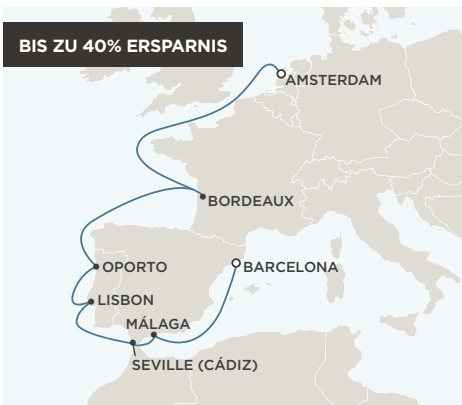 BIS ZU 40% ERSPARNIS
AMSTERDAM
BORDEAUX
OPORTO
BARCELONA
LISBON
MÁLAGA
SEVILLE (CÁDIZ)